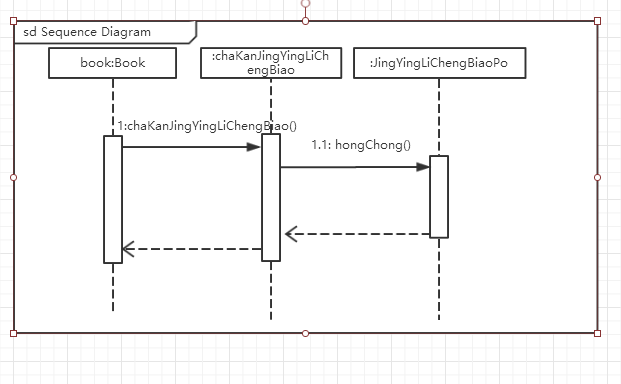 sd Sequence Diagram
book:Book
:chaKanJingYingLiCh
engBiao
:JingYingLiChengBiaoPo
1:chaKanJingYingLiChengBiao()
1.1: hongChong()